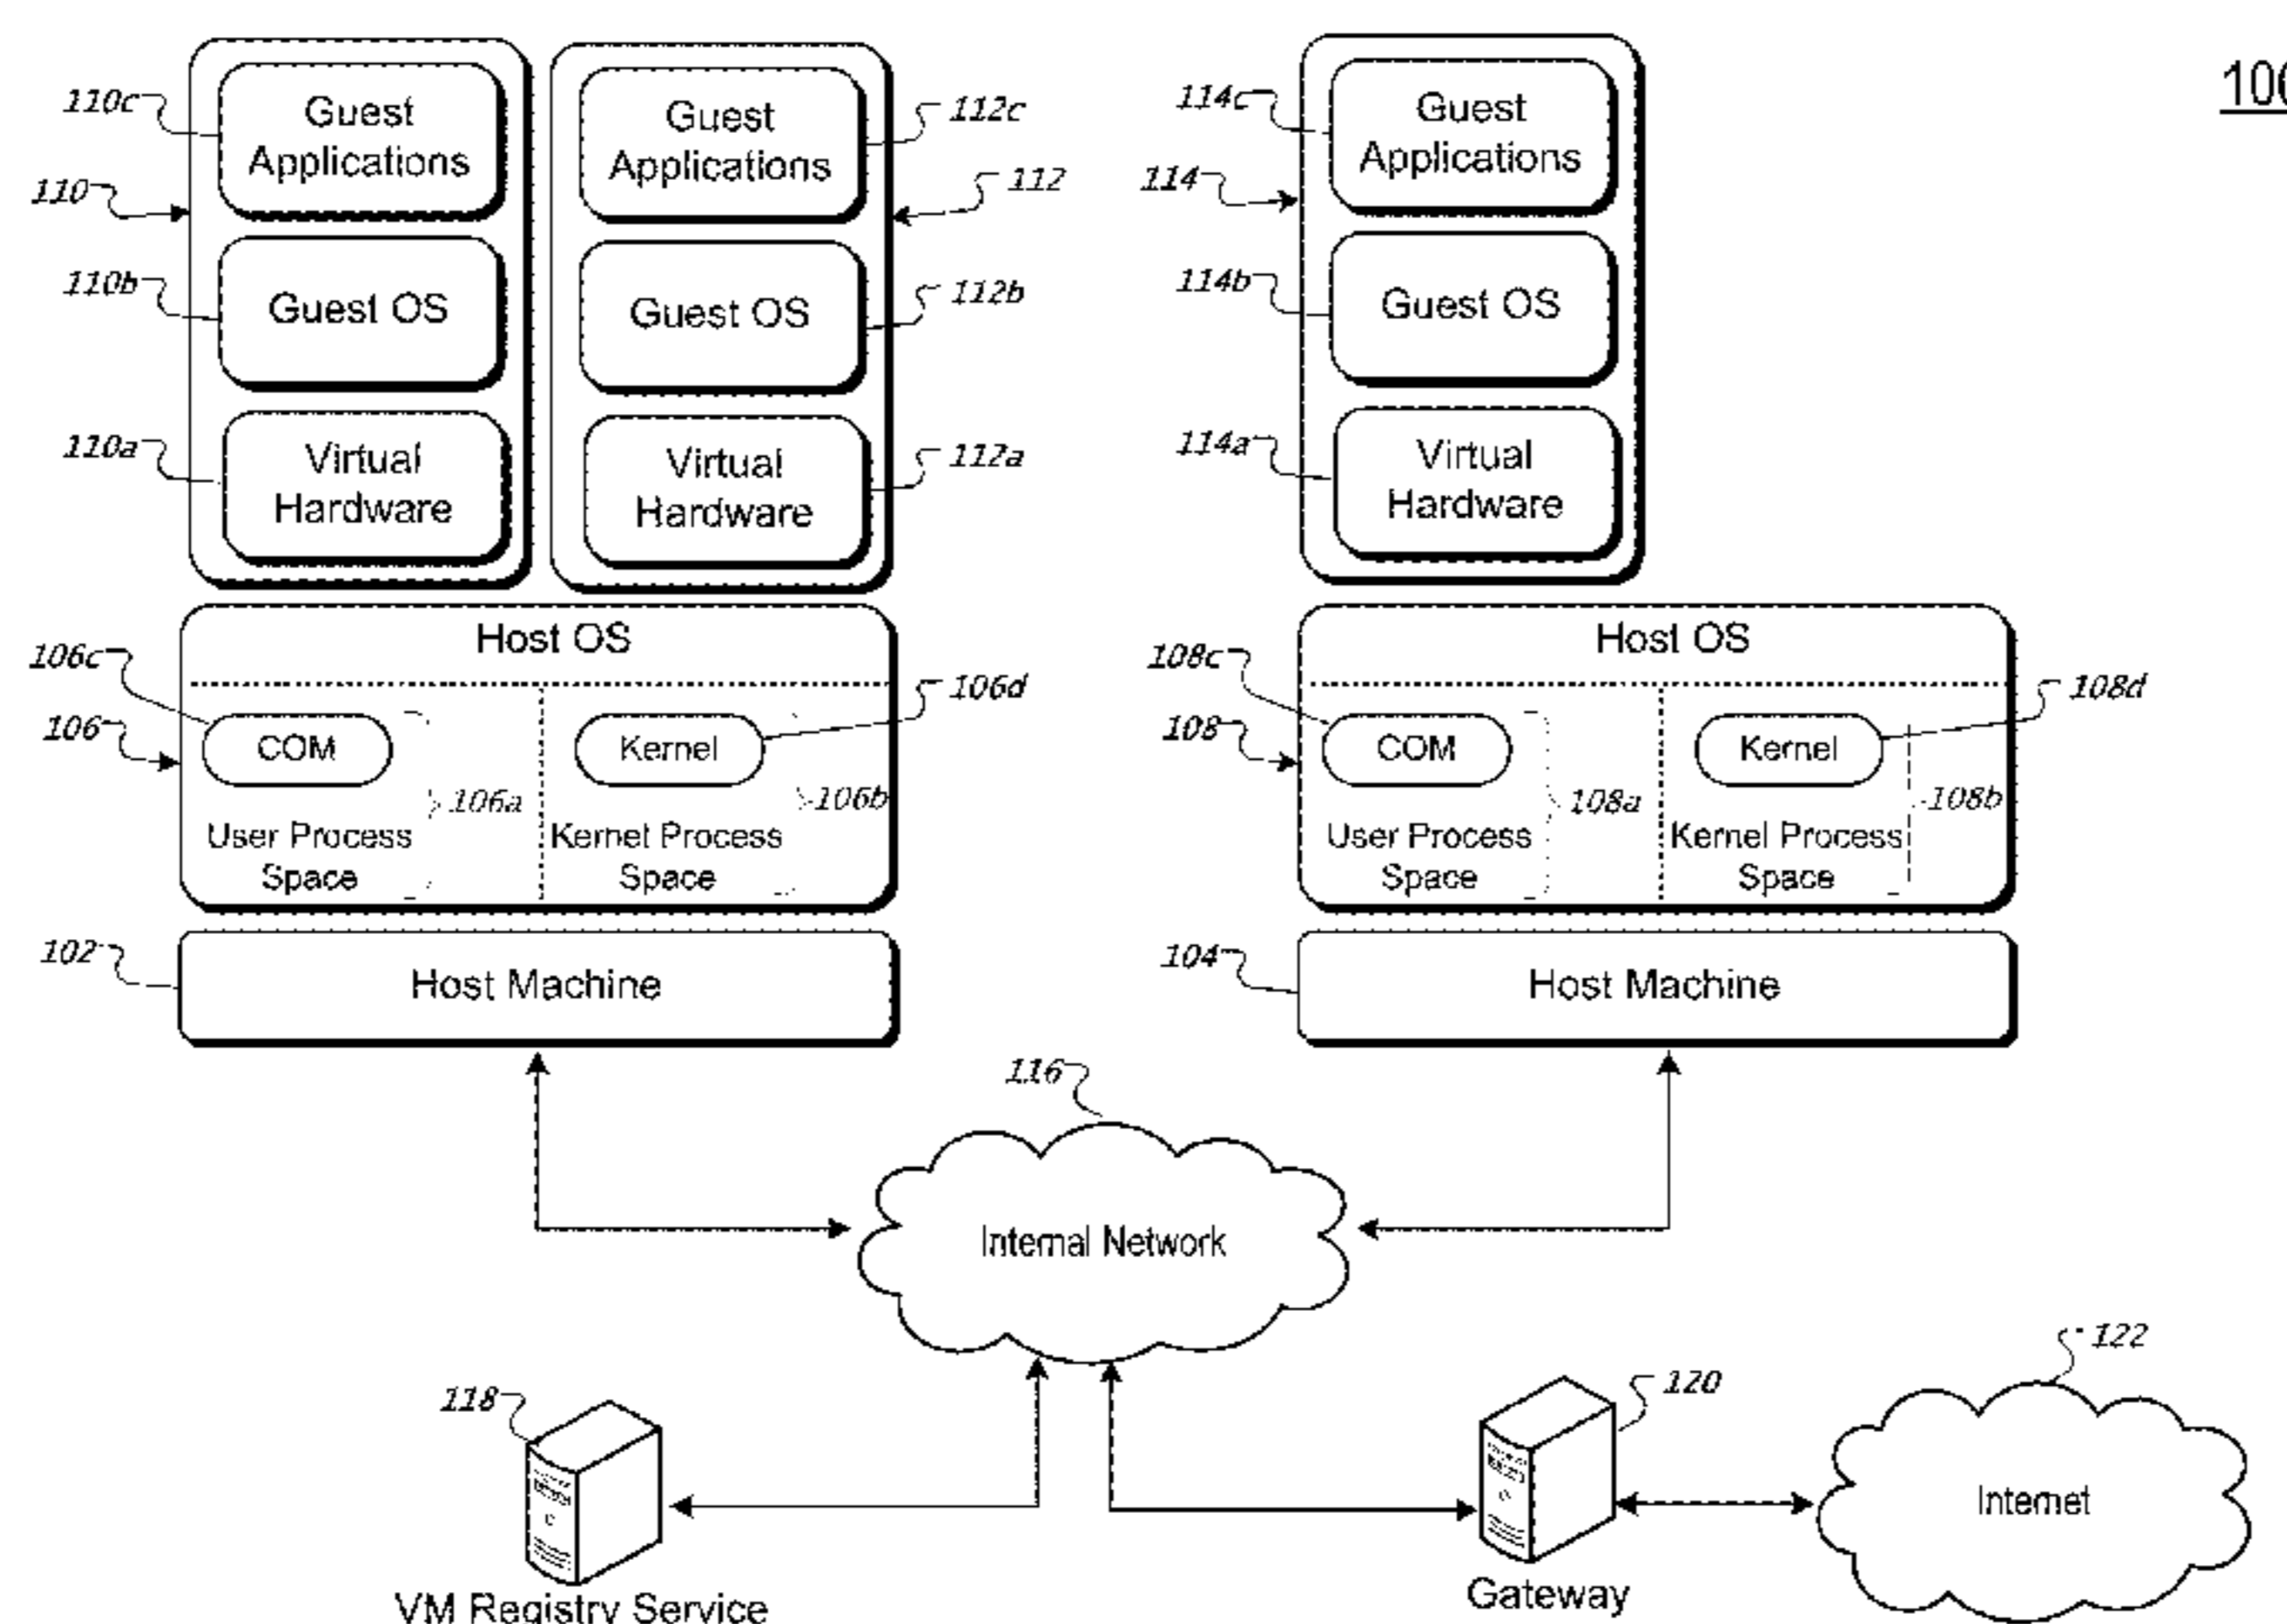 100
110c
Guest
Applications
Guest
Applications
112c
114c
Guest
Applications
110
112
114
110b
Guest OS
Guest OS
112b
114b
Guest OS
110a
Virtual
Hardware
Virtual
Hardware
112a
114a
Virtual
Hardware
Host OS
Host OS
106c
106d
108c
108d
106
COM
Kernel
108
COM
Kernel
106a
106b
108a
108b
User Process
Space
Kernel Process
Space
User Process
Space
Kernel Process
Space
102
Host Machine
104
Host Machine
116
Internal Network
118
120
122
Internet
VM Registry Service
Gateway